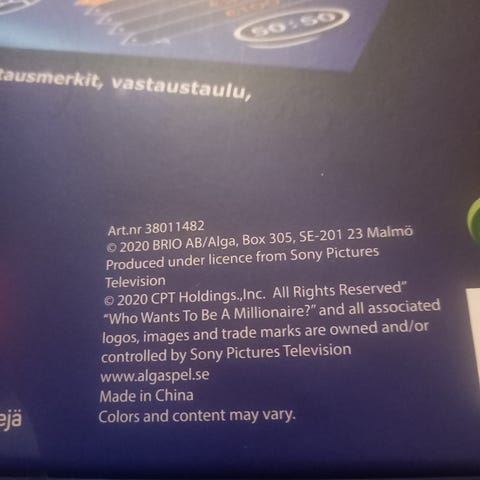 50:50
tausmerkit, vastaustaulu,
Art.nr 38011482
© 2020 BRIO AB/Alga, Box 305, SE-201 23 Malmö
Produced under licence from Sony Pictures
Television
© 2020 CPT Holdings.,Inc. All Rights Reserved"
"Who Wants To Be A Millionaire?" and all associated
logos, images and trade marks are owned and/or
controlled by Sony Pictures Television
www.algaspel.se
Made in China
Colors and content may vary.
ejä